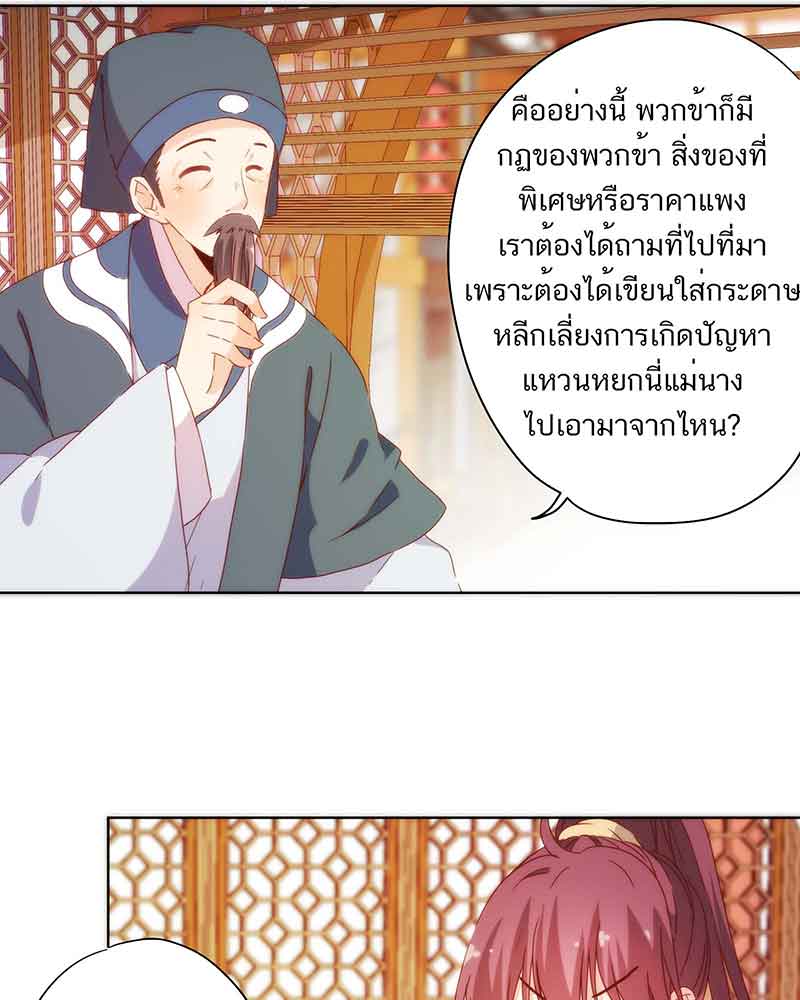 คืออย่างนี้ พวกข้าก็มี
กฏของพวกข้า สิ่งของที่
พิเศษหรือราคาแพง
เราต้องได้ถามที่ไปที่มา
เพราะต้องได้เขียนใส่กระดาษ
หลีกเลี่ยงการเกิดปัญหา
แหวนหยกนี่แม่นาง
ไปเอามาจากไหน?